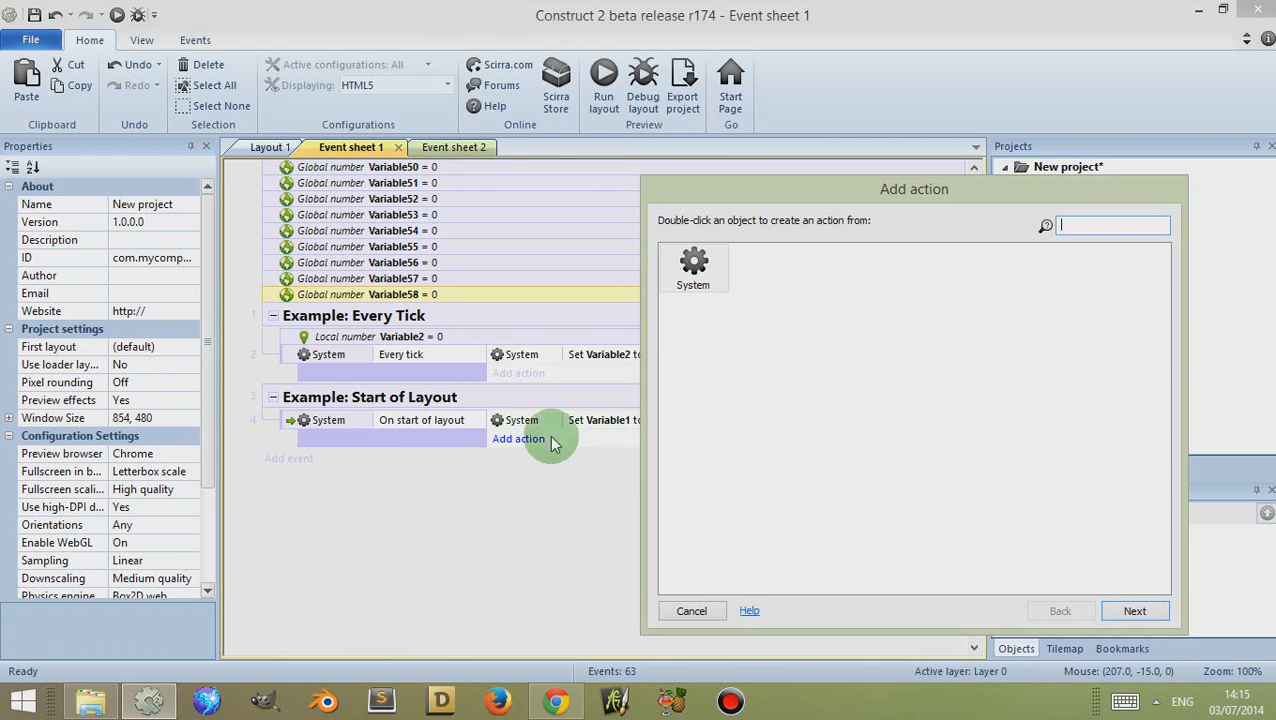 Construct 2 beta release r174 - Event sheet 1
File Home View Events
Paste Cut Copy
Undo Redo
Delete
Select All
Select None
Active configurations: All
Displaying: HTML5
Scirra.com
Forums
Help
Scirra Store
Run layout
Debug layout
Export project
Start Page
Clipboard Undo Selection Configurations Online Preview Go
Properties
Layout 1 Event sheet 1 Event sheet 2
Projects
New project*
About
Name New project
Version 1.0.0.0
Description
ID com.mycomp...
Author
Email
Website http://
Project settings
First layout (default)
Use loader lay... No
Pixel rounding Off
Preview effects Yes
Window Size 854, 480
Configuration Settings
Preview browser Chrome
Fullscreen in b... Letterbox scale
Fullscreen scali... High quality
Use high-DPI d... Yes
Orientations Any
Enable WebGL On
Sampling Linear
Downscaling Medium quality
Physics engine Box2D web
Global number Variable50 = 0
Global number Variable51 = 0
Global number Variable52 = 0
Global number Variable53 = 0
Global number Variable54 = 0
Global number Variable55 = 0
Global number Variable56 = 0
Global number Variable57 = 0
Global number Variable58 = 0
1 Example: Every Tick
Local number Variable2 = 0
2 System Every tick System Set Variable2 to
Add action
3 Example: Start of Layout
4 System On start of layout System Set Variable1 to
Add action
Add event
Add action
Double-click an object to create an action from:
System
Cancel Help Back Next
Objects Tilemap Bookmarks
Ready Events: 63 Active layer: Layer 0 Mouse: (207.0, -15.0, 0) Zoom: 100%
S D
ENG
14:15
03/07/2014